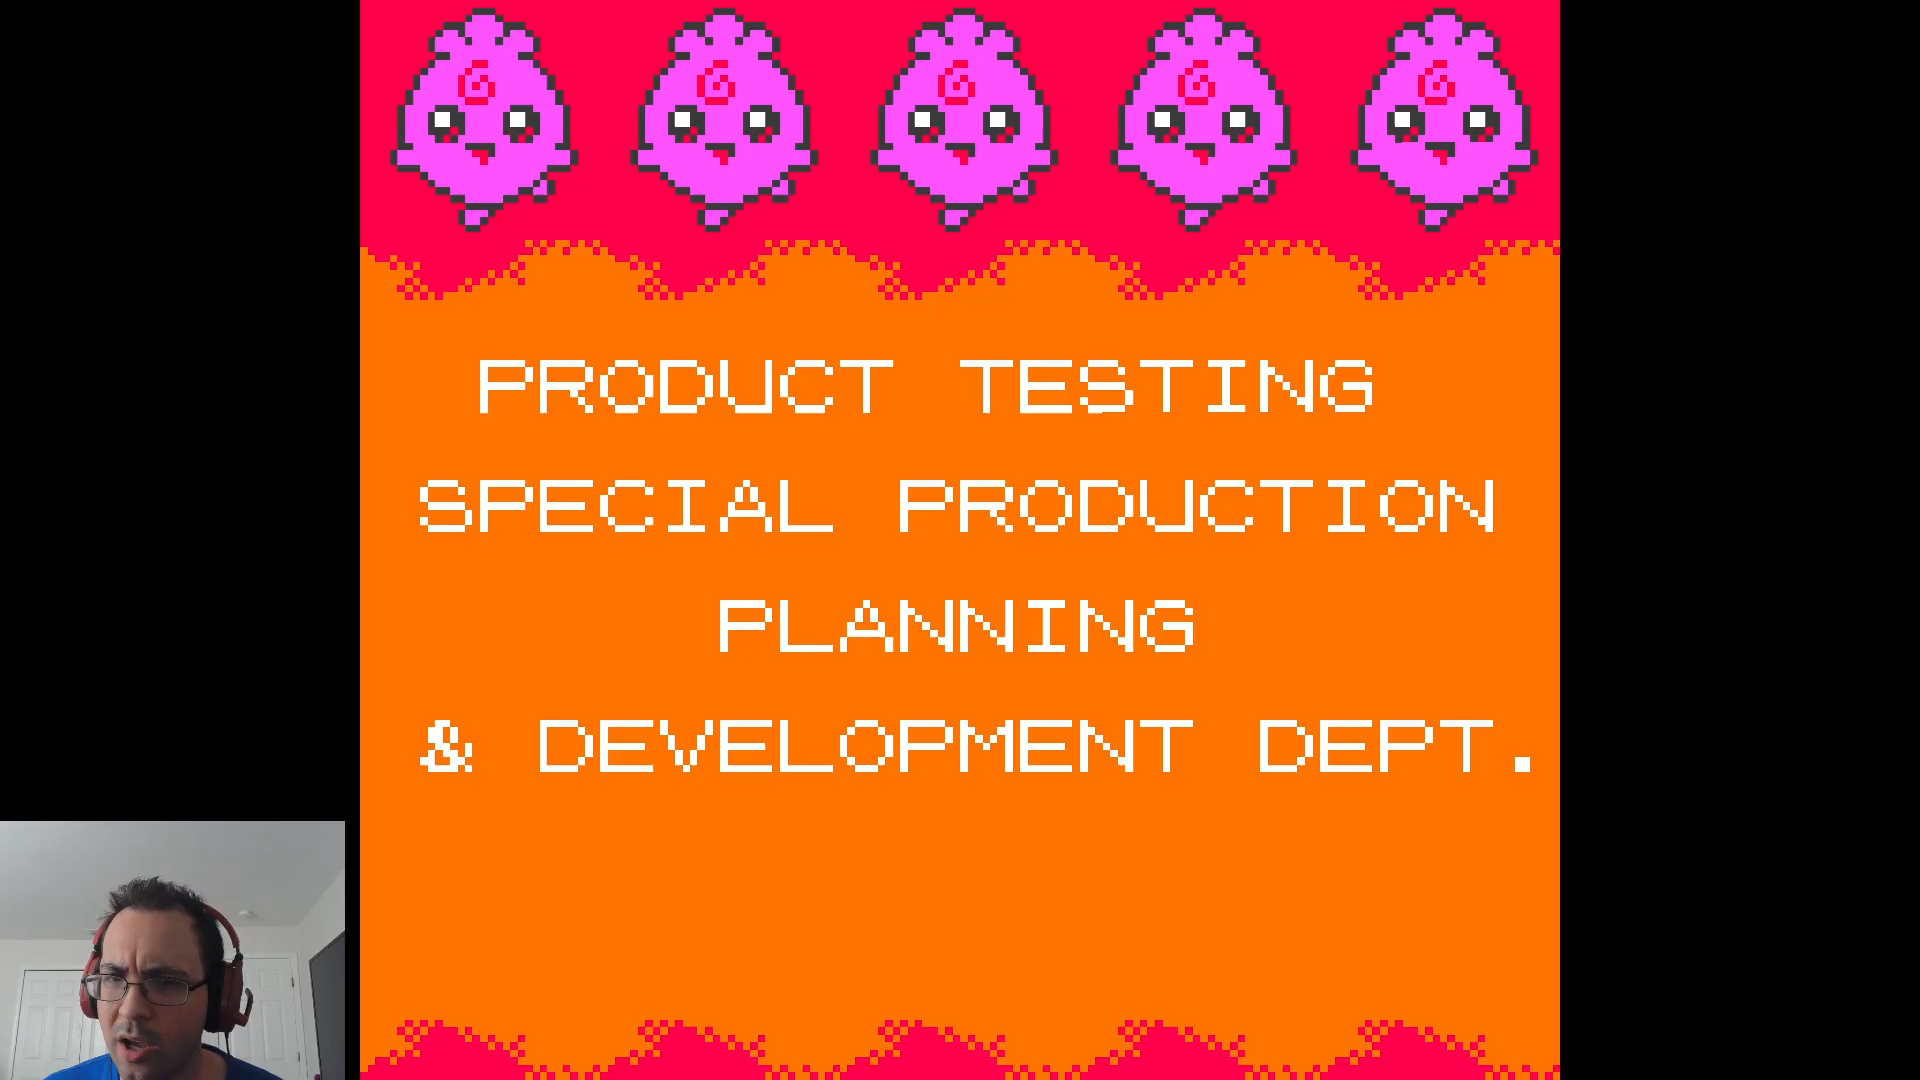 PRODUCT TESTING
SPECIAL PRODUCTION
PLANNING
& DEVELOPMENT DEPT.